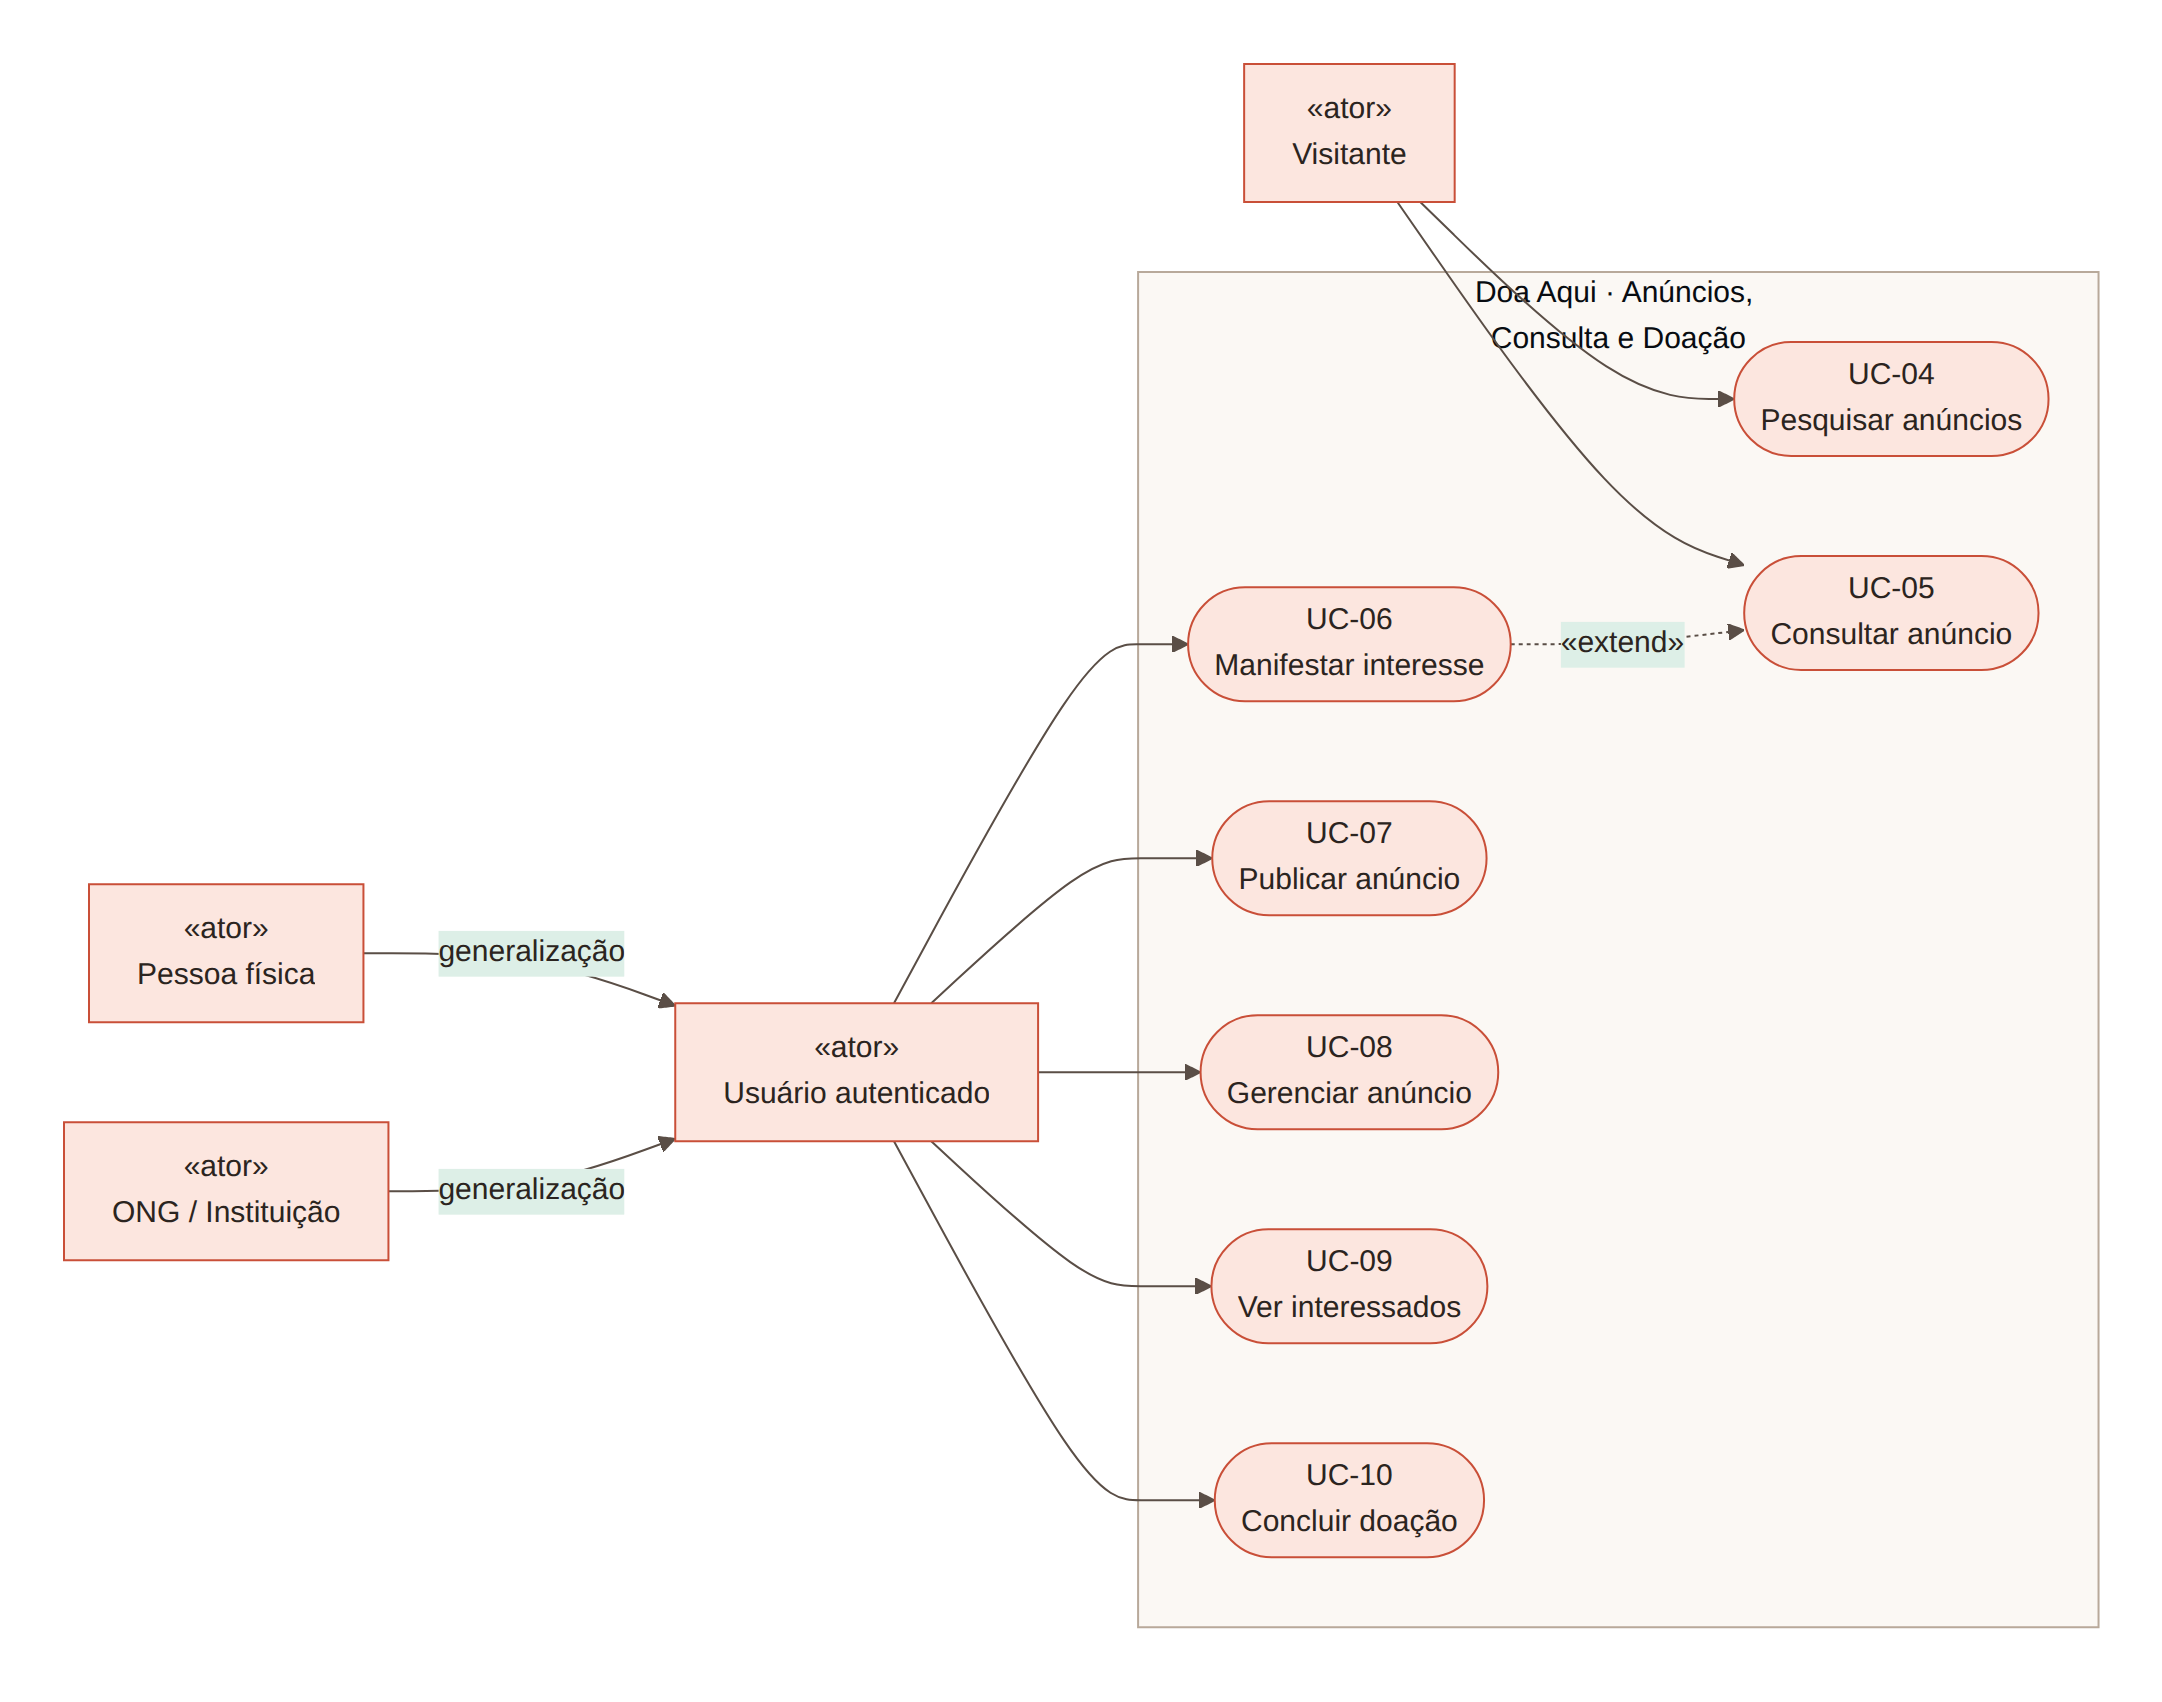 «ator»
Visitante
Doa Aqui · Anúncios,
Consulta e Doação
UC-04
Pesquisar anúncios
UC-05
Consultar anúncio
UC-06
Manifestar interesse
«extend»
UC-07
Publicar anúncio
«ator»
Pessoa física
generalização
«ator»
Usuário autenticado
UC-08
Gerenciar anúncio
«ator»
ONG / Instituição
generalização
UC-09
Ver interessados
UC-10
Concluir doação